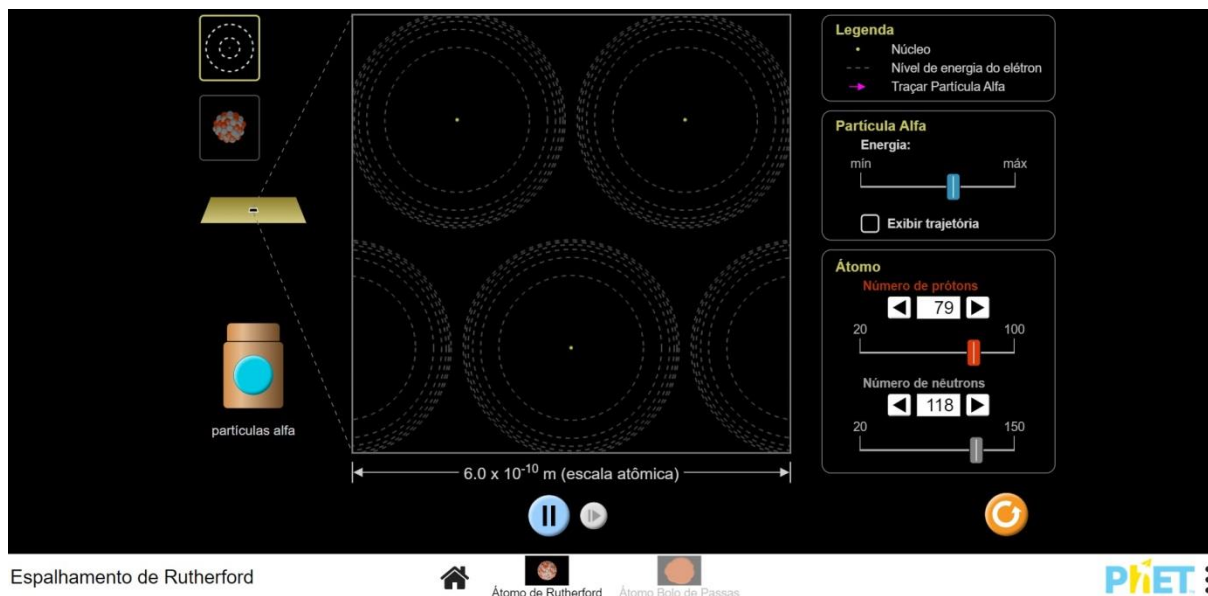 Legenda
Núcleo
Nível de energia do elétron
Traçar Partícula Alfa
Partícula Alfa
Energia:
mín máx
Exibir trajetória
Átomo
Número de prótons
79
20 100
Número de nêutrons
118
20 150
partículas alfa
6.0 x 10⁻¹⁰ m (escala atômica)
Espalhamento de Rutherford
Átomo de Rutherford
Átomo Bolo de Passas
PhET